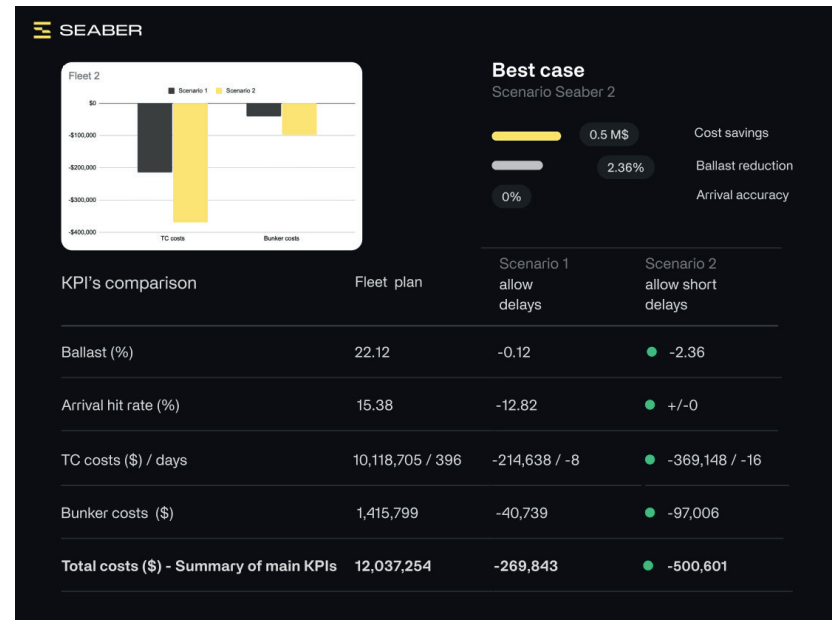 SEABER
Fleet 2
Scenario 1 Scenario 2
$0
-$100,000
-$200,000
-$300,000
-$400,000
TC costs Bunker costs
Best case
Scenario Seaber 2
0.5 M$ Cost savings
2.36% Ballast reduction
0% Arrival accuracy
KPI's comparison Fleet plan
Scenario 1 allow delays
Scenario 2 allow short delays
Ballast (%) 22.12 -0.12 -2.36
Arrival hit rate (%) 15.38 -12.82 +/-0
TC costs ($) / days 10,118,705 / 396 -214,638 / -8 -369,148 / -16
Bunker costs ($) 1,415,799 -40,739 -97,006
Total costs ($) - Summary of main KPIs 12,037,254 -269,843 -500,601